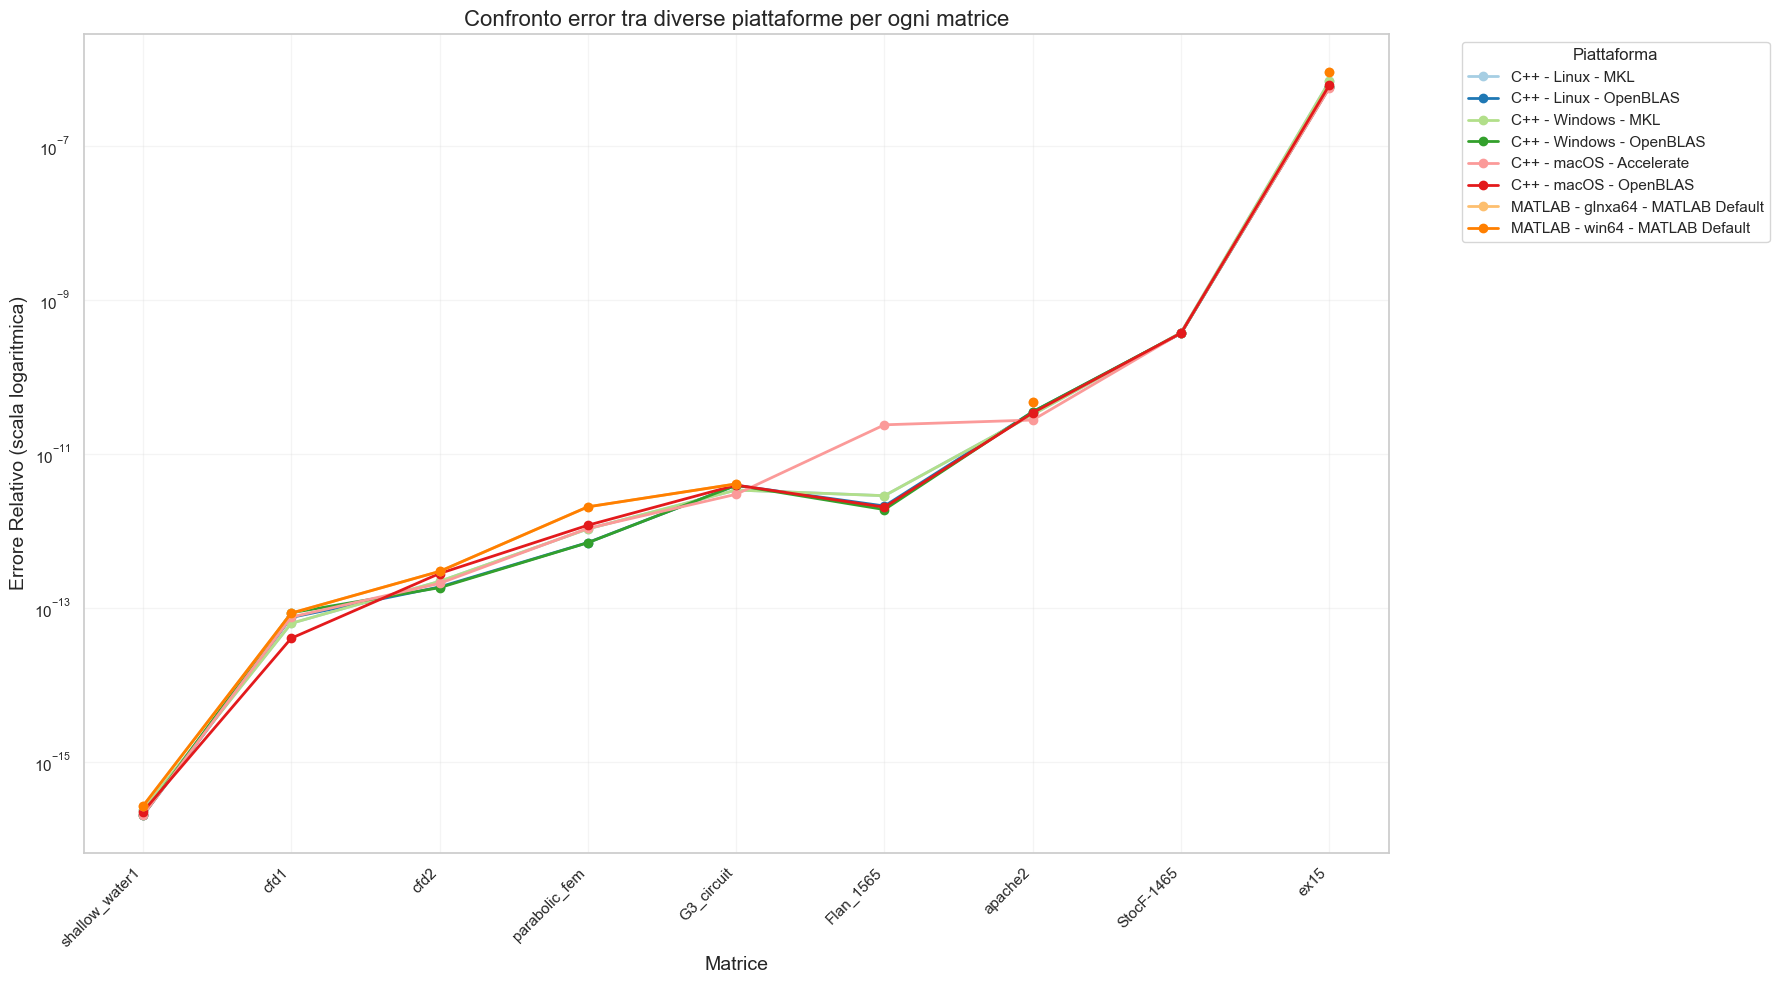 Confronto error tra diverse piattaforme per ogni matrice
Piattaforma
C++ - Linux - MKL
C++ - Linux - OpenBLAS
C++ - Windows - MKL
C++ - Windows - OpenBLAS
C++ - macOS - Accelerate
C++ - macOS - OpenBLAS
MATLAB - glnxa64 - MATLAB Default
MATLAB - win64 - MATLAB Default
Errore Relativo (scala logaritmica)
10⁻⁷
10⁻⁹
10⁻¹¹
10⁻¹³
10⁻¹⁵
shallow_water1
cfd1
cfd2
parabolic_fem
G3_circuit
Flan_1565
apache2
StocF-1465
ex15
Matrice